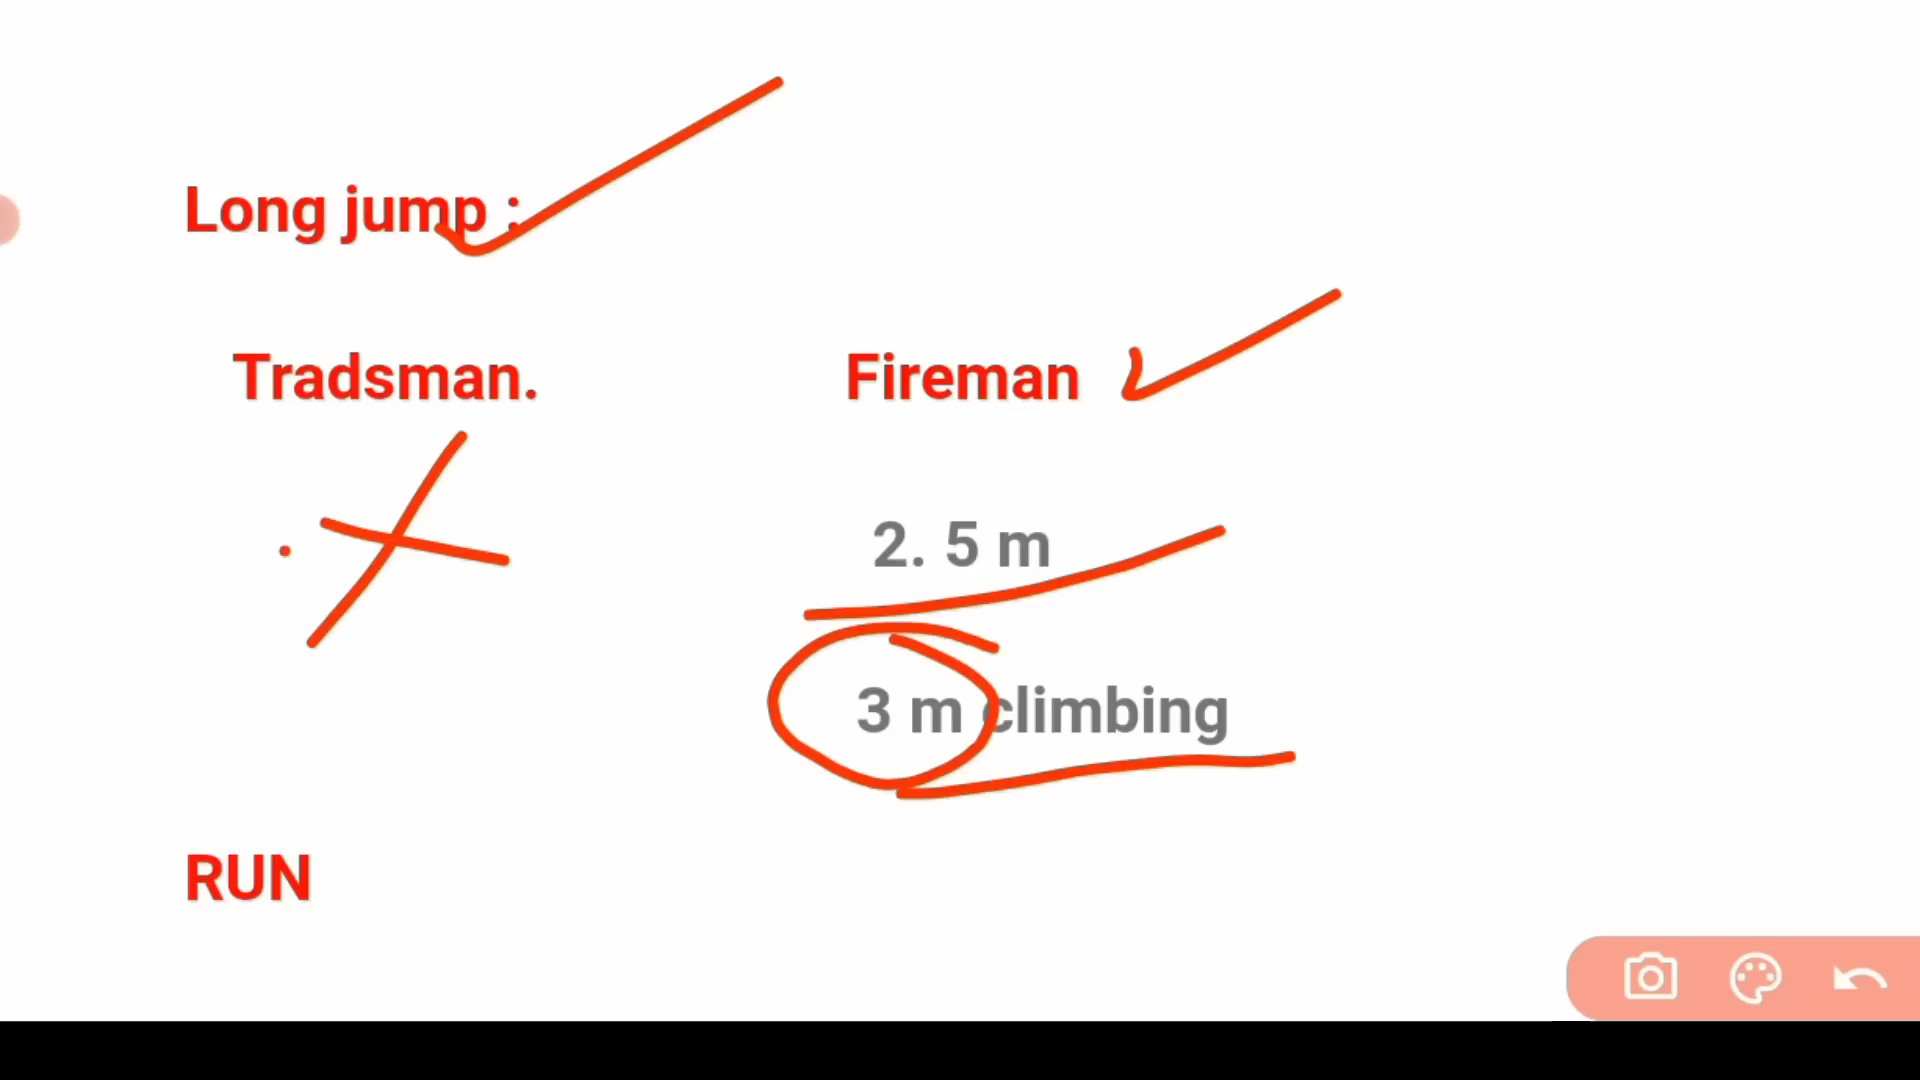 Long jump :
Tradsman. Fireman
2. 5 m
3 m climbing
RUN